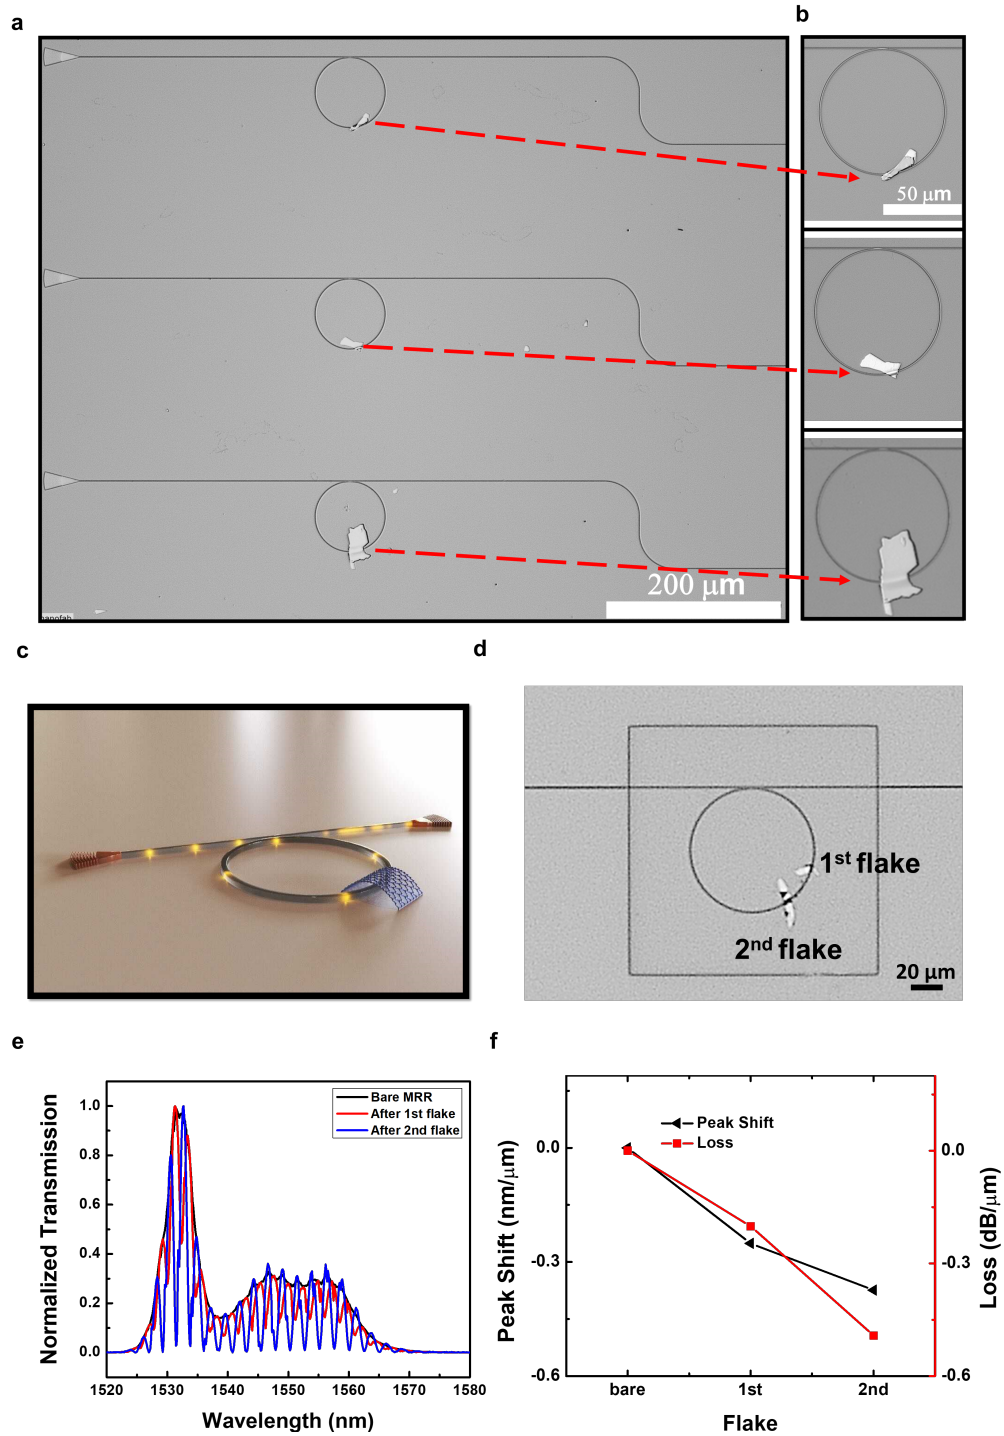 a
b
50 μm
200 μm
nanofab
c
d
1st flake
2nd flake
20 μm
e
f
Normalized Transmission
1.0
0.8
0.6
0.4
0.2
0.0
Bare MRR
After 1st flake
After 2nd flake
1520 1530 1540 1550 1560 1570 1580
Wavelength (nm)
Peak Shift (nm/μm)
0.0
-0.3
-0.6
Peak Shift
Loss
0.0
-0.3
-0.6
Loss (dB/μm)
bare 1st 2nd
Flake